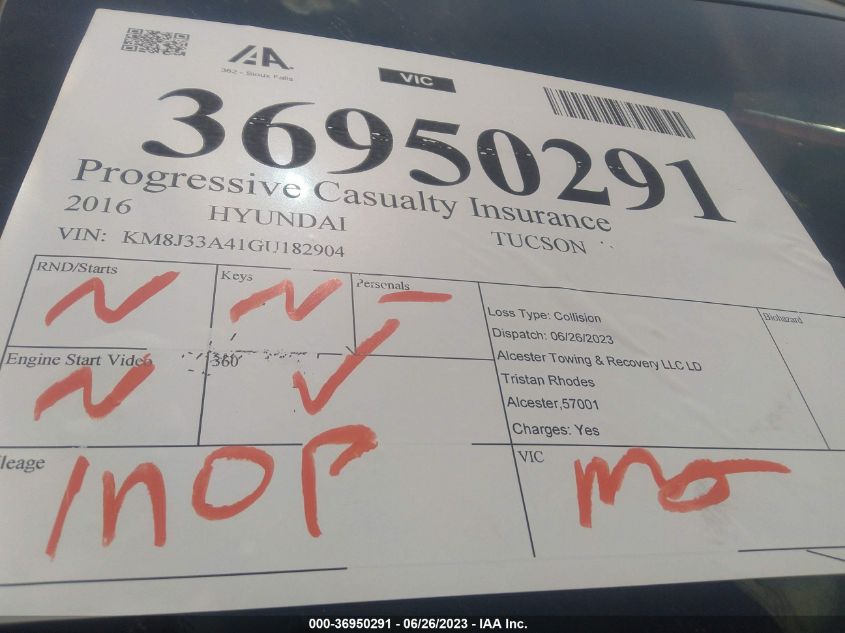 IAA
362 - Sioux Falls
VIC
36950291
Progressive Casualty Insurance
2016 HYUNDAI TUCSON
VIN: KM8J33A41GU182904
RND/Starts
N
Keys
N
Personals
—
Engine Start Video
N
360
✓
Loss Type: Collision
Dispatch: 06/26/2023
Alcester Towing & Recovery LLC LD
Tristan Rhodes
Alcester,57001
Charges: Yes
Biohazard
leage
INOP
VIC
000-36950291 - 06/26/2023 - IAA Inc.